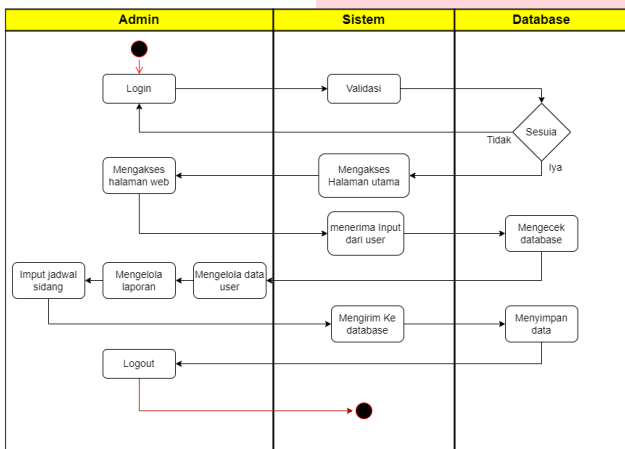 Admin
Sistem
Database
Login
Validasi
Sesuia
Tidak
Iya
Mengakses
halaman web
Mengakses
Halaman utama
menerima Input
dari user
Mengecek
database
Imput jadwal
sidang
Mengelola
laporan
Mengelola data
user
Mengirim Ke
database
Menyimpan
data
Logout